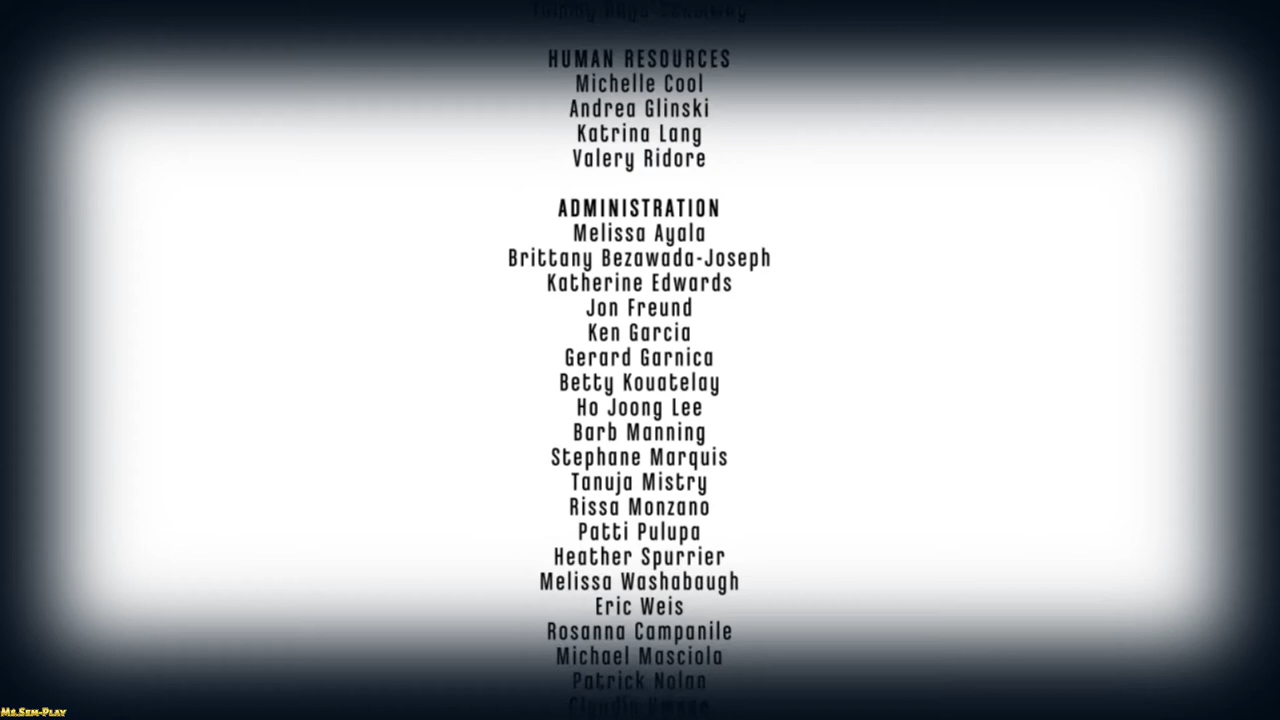 HUMAN RESOURCES
Michelle Cool
Andrea Glinski
Katrina Lang
Valery Ridore
ADMINISTRATION
Melissa Ayala
Brittany Bezawada-Joseph
Katherine Edwards
Jon Freund
Ken Garcia
Gerard Garnica
Betty Kouatelay
Ho Joong Lee
Barb Manning
Stephane Marquis
Tanuja Mistry
Rissa Monzano
Patti Pulupa
Heather Spurrier
Melissa Washabaugh
Eric Weis
Rosanna Campanile
Michael Masciola
Patrick Nolan
Claudio
Ms.Sem-Play